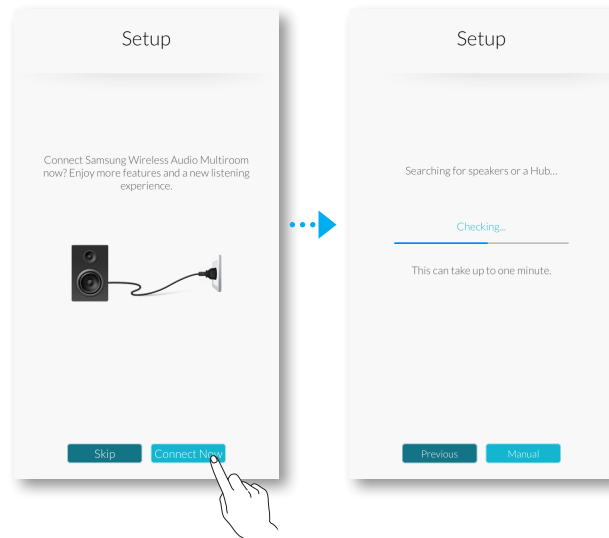 Setup
Connect Samsung Wireless Audio Multiroom
now? Enjoy more features and a new listening
experience.
Skip
Connect Now
Setup
Searching for speakers or a Hub...
Checking...
This can take up to one minute.
Previous
Manual